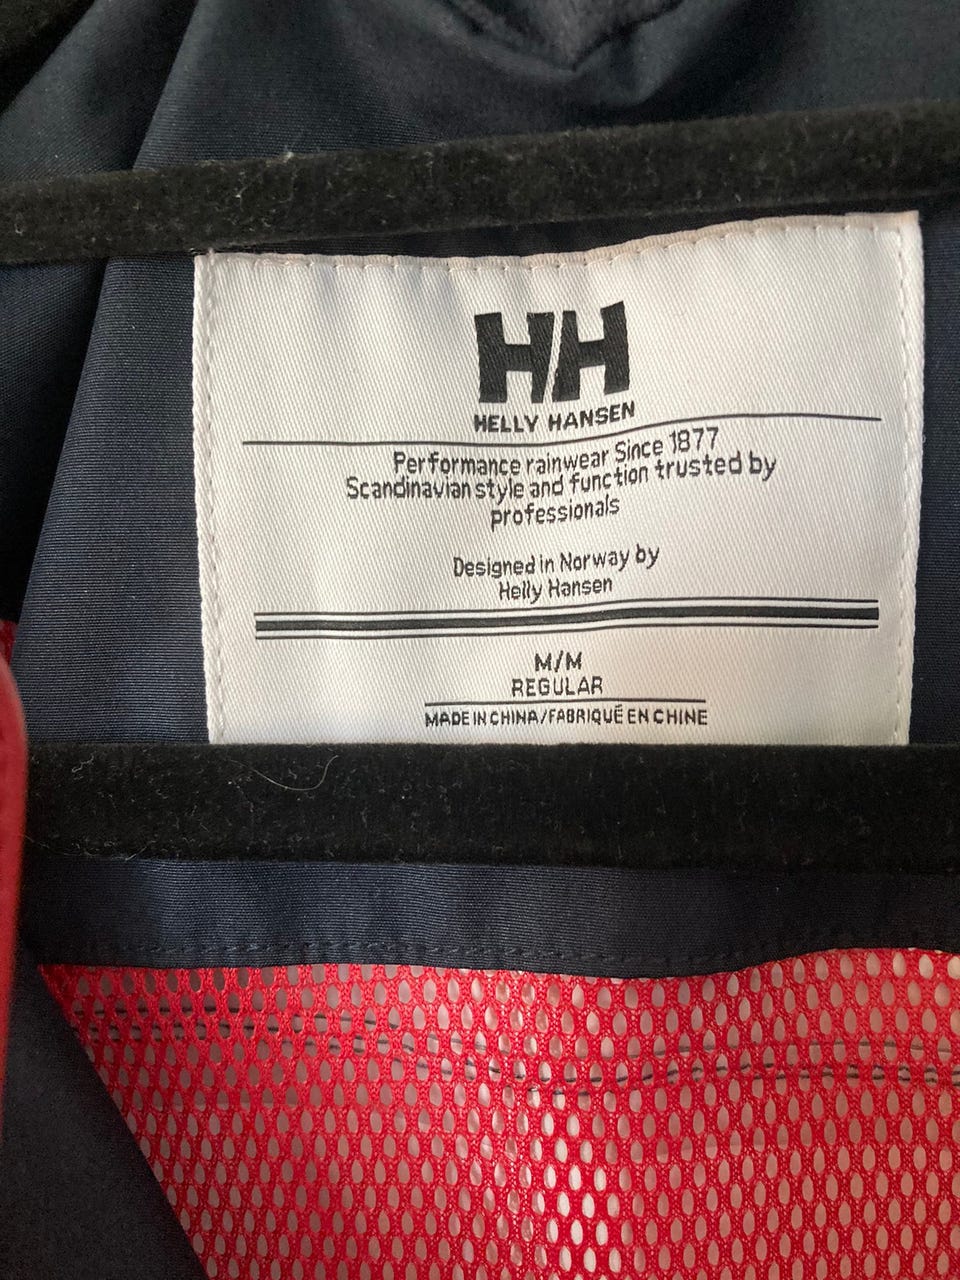 HH
HELLY HANSEN
Performance rainwear Since 1877
Scandinavian style and function trusted by
professionals
Designed in Norway by
Helly Hansen
M/M
REGULAR
MADE IN CHINA/FABRIQUÉ EN CHINE